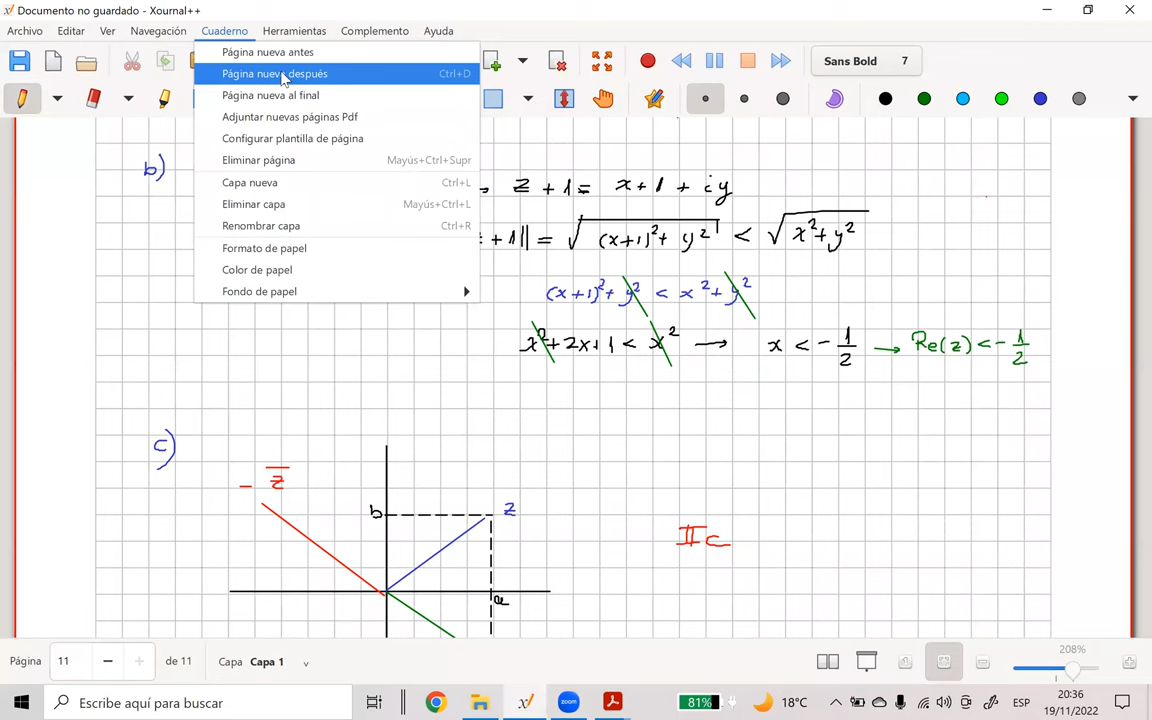 Documento no guardado - Xournal++
Archivo Editar Ver Navegación Cuaderno Herramientas Complemento Ayuda
Página nueva antes
Página nueva después Ctrl+D
Página nueva al final
Adjuntar nuevas páginas Pdf
Configurar plantilla de página
Eliminar página Mayús+Ctrl+Supr
Capa nueva Ctrl+L
Eliminar capa Mayús+Ctrl+L
Renombrar capa Ctrl+R
Formato de papel
Color de papel
Fondo de papel
Sans Bold 7
b)
z + 1 = x+1 + iy
+ 1| = √(x+1)²+ y² < √x²+y²
(x+1)²+ y² < x²+ y²
x²+2x+1 < x² → x < - 1/2 → Re(z) < - 1/2
c)
- z̅
b
z
a
II c
Página 11 de 11 Capa Capa 1
208%
Escribe aquí para buscar
zoom
81%
18°C
ESP
20:36
19/11/2022